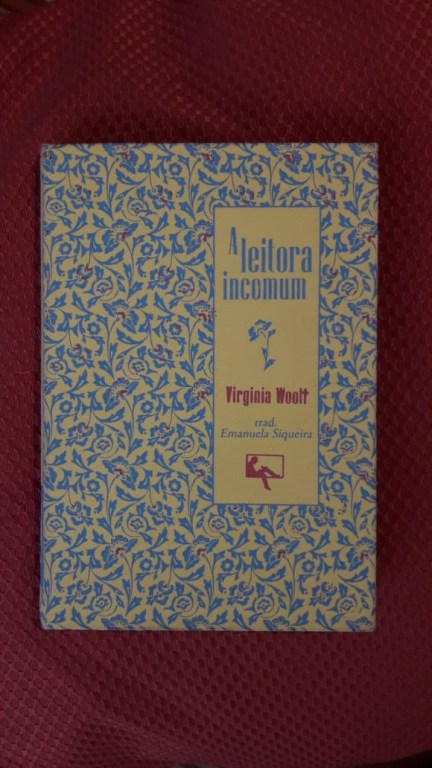 A
leitora
incomum
Virginia Woolf
trad.
Emanuela Siqueira